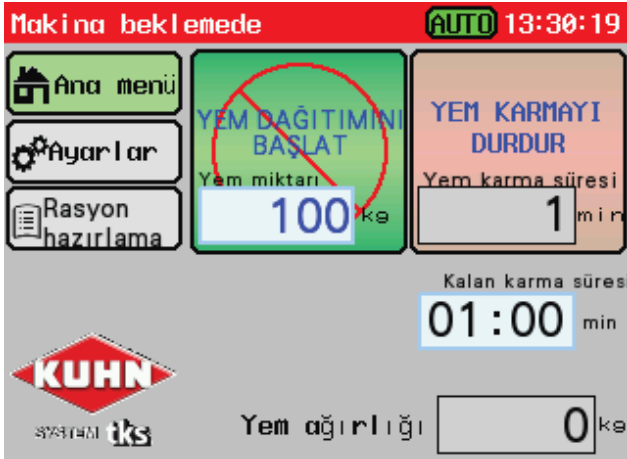 Makina beklemede AUTO 13:30:19
Ana menü
Ayarlar
Rasyon
hazırlama
YEM DAĞITIMINI
BAŞLAT
Yem miktarı
100 kg
YEM KARMAYI
DURDUR
Yem karma süresi
1 min
Kalan karma süres
01:00 min
KUHN
SYSTEM tks
Yem ağırlığı 0 kg